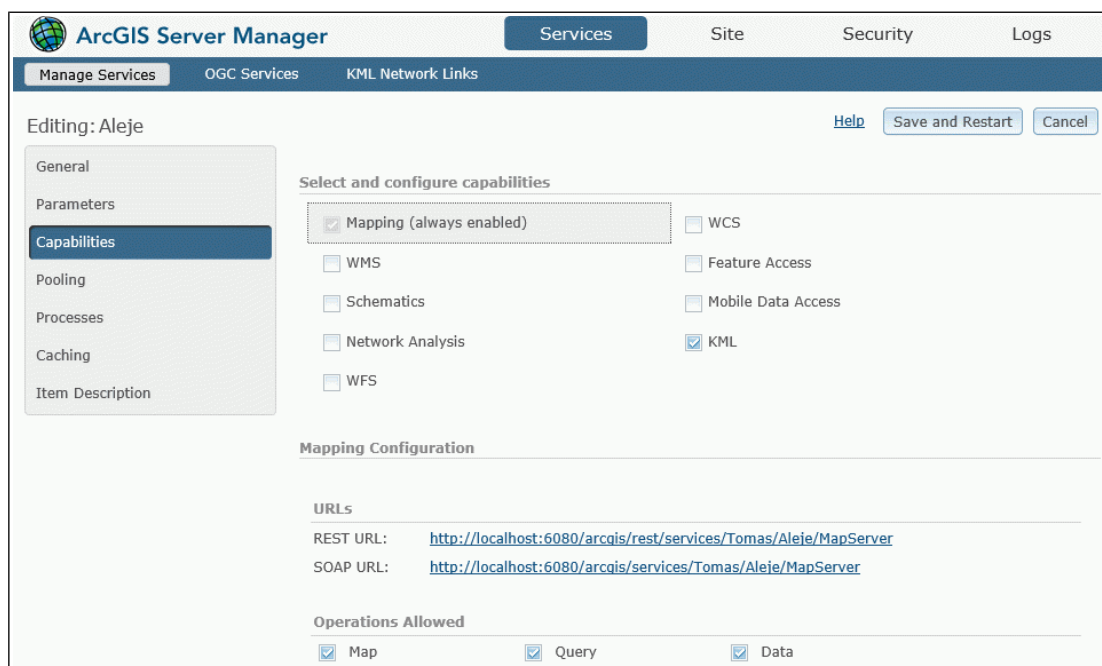 ArcGIS Server Manager
Services Site Security Logs
Manage Services OGC Services KML Network Links
Editing: Aleje
Help Save and Restart Cancel
General
Parameters
Capabilities
Pooling
Processes
Caching
Item Description
Select and configure capabilities
Mapping (always enabled) WCS
WMS Feature Access
Schematics Mobile Data Access
Network Analysis KML
WFS
Mapping Configuration
URLs
REST URL: http://localhost:6080/arcgis/rest/services/Tomas/Aleje/MapServer
SOAP URL: http://localhost:6080/arcgis/services/Tomas/Aleje/MapServer
Operations Allowed
Map Query Data